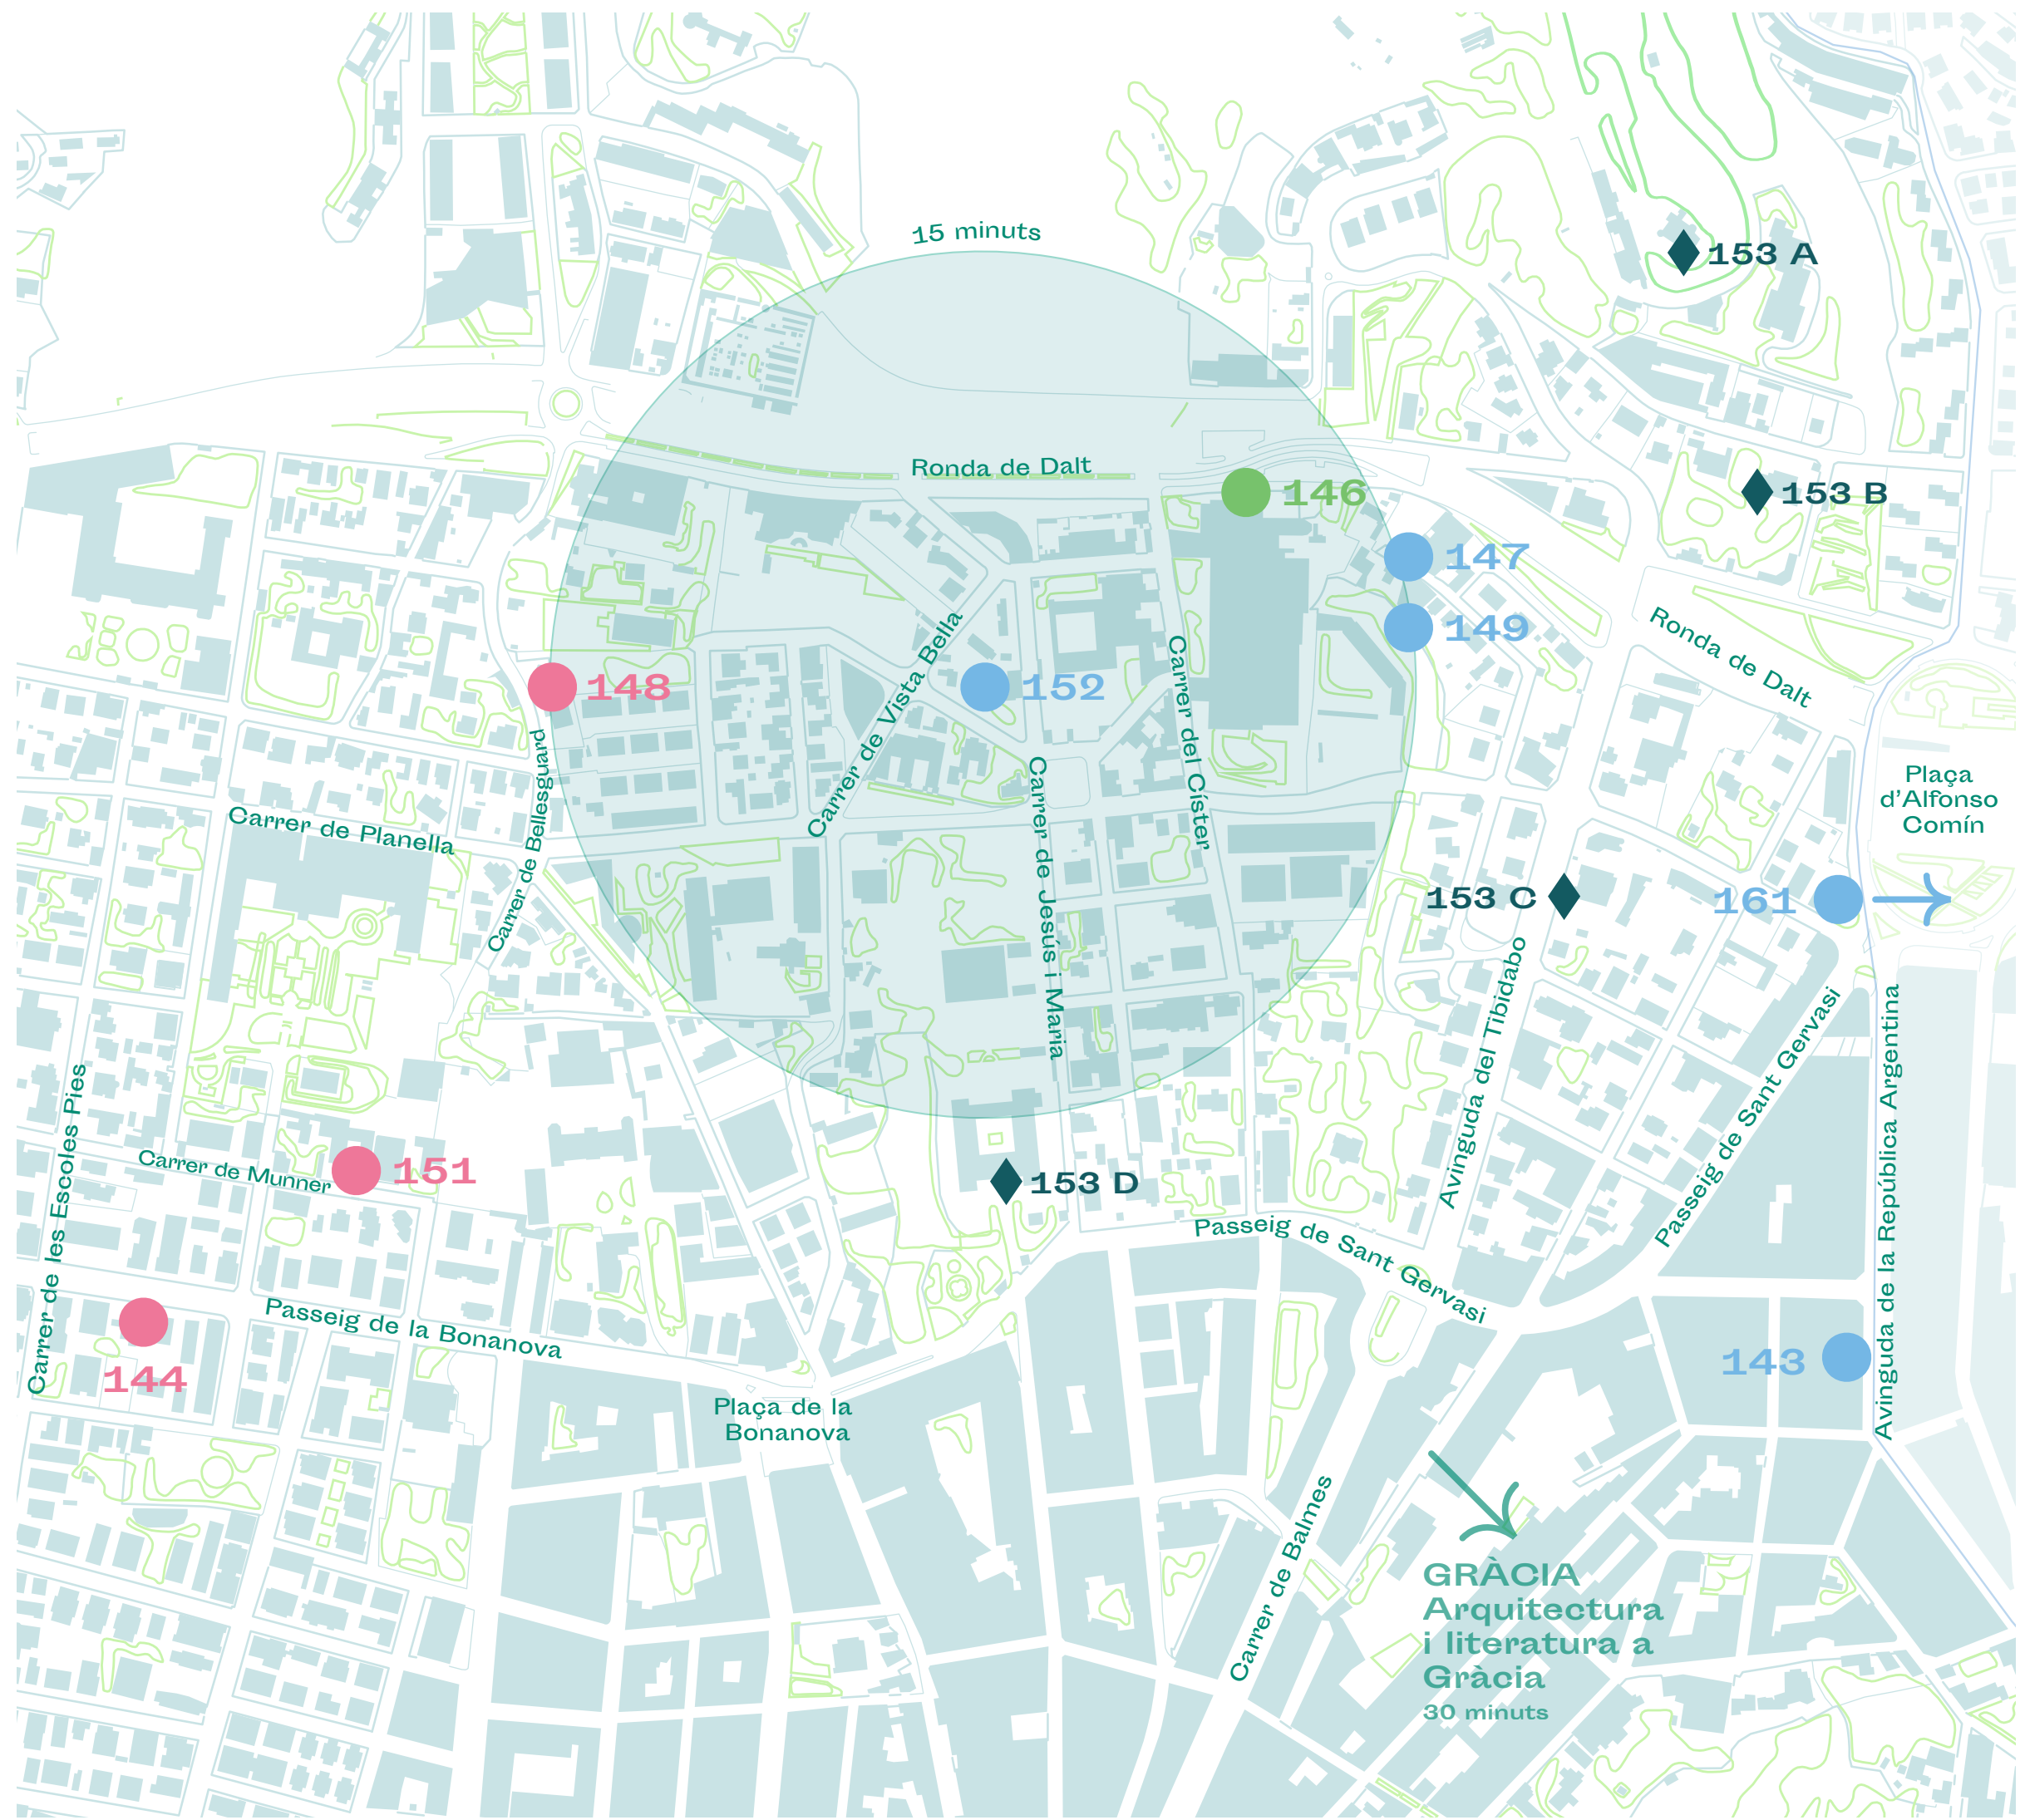 15 minuts
153 A
Ronda de Dalt
146
153 B
147
149
Ronda de Dalt
148
152
Carrer de Vista Bella
Carrer del Císter
Carrer de Bellesguard
Carrer de Jesús i Maria
Plaça
d'Alfonso
Comín
Carrer de Planella
153 C
161
Avinguda del Tibidabo
Passeig de Sant Gervasi
Avinguda de la República Argentina
Carrer de les Escoles Pies
Carrer de Munner
151
153 D
Passeig de Sant Gervasi
Passeig de la Bonanova
144
143
Plaça de la
Bonanova
Carrer de Balmes
GRÀCIA
Arquitectura
i literatura a
Gràcia
30 minuts